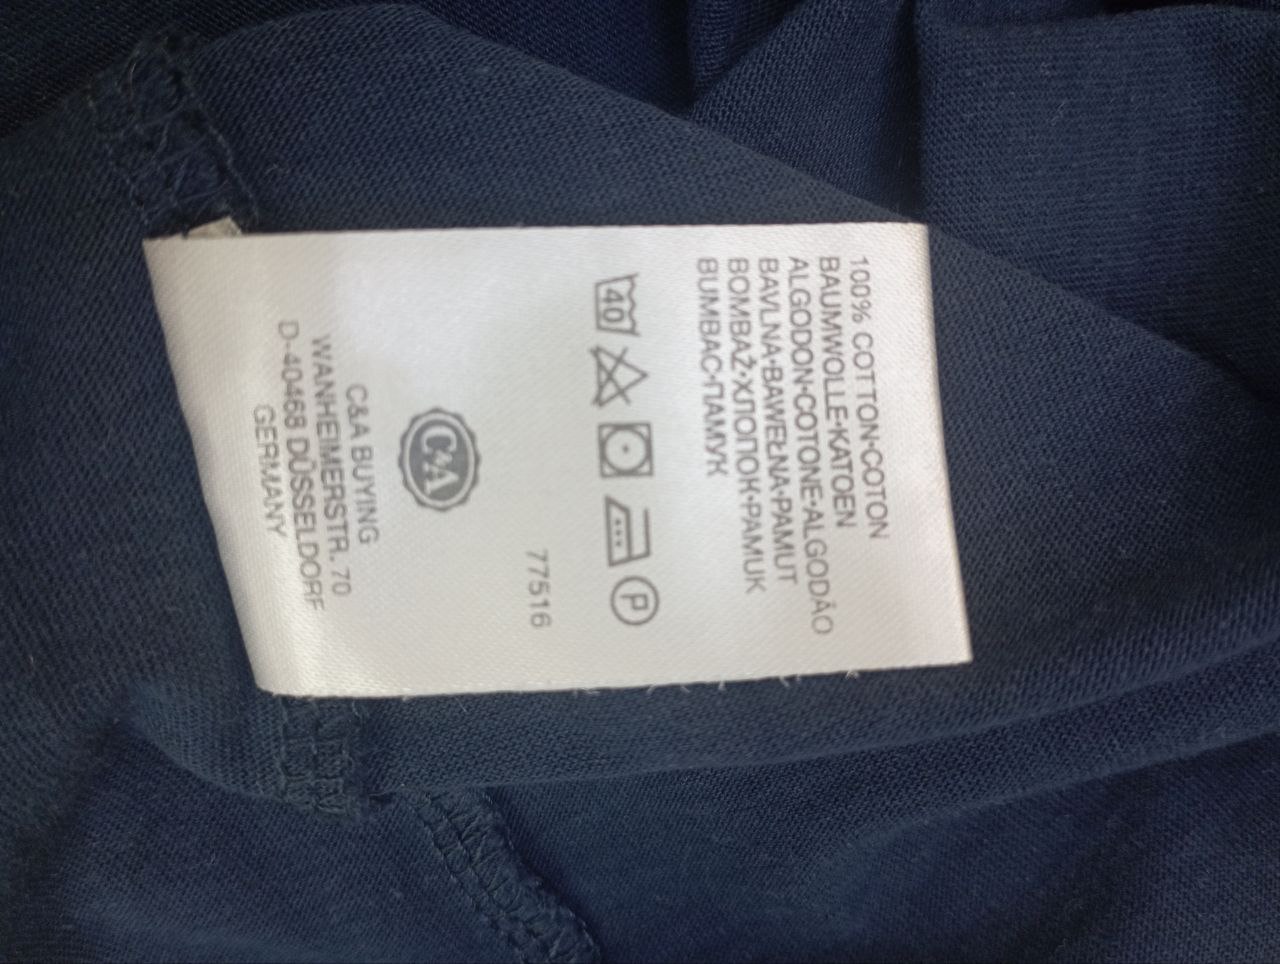 100% COTTON•COTON
BAUMWOLLE•KATOEN
ALGODON•COTONE•ALGODÃO
BAVLNA•BAWEŁNA•PAMUT
BOMBAŽ•ХЛОПОК•PAMUK
BUMBAC•ПАМУК
40
P
77516
C&A
C&A BUYING
WANHEIMERSTR. 70
D-40468 DÜSSELDORF
GERMANY